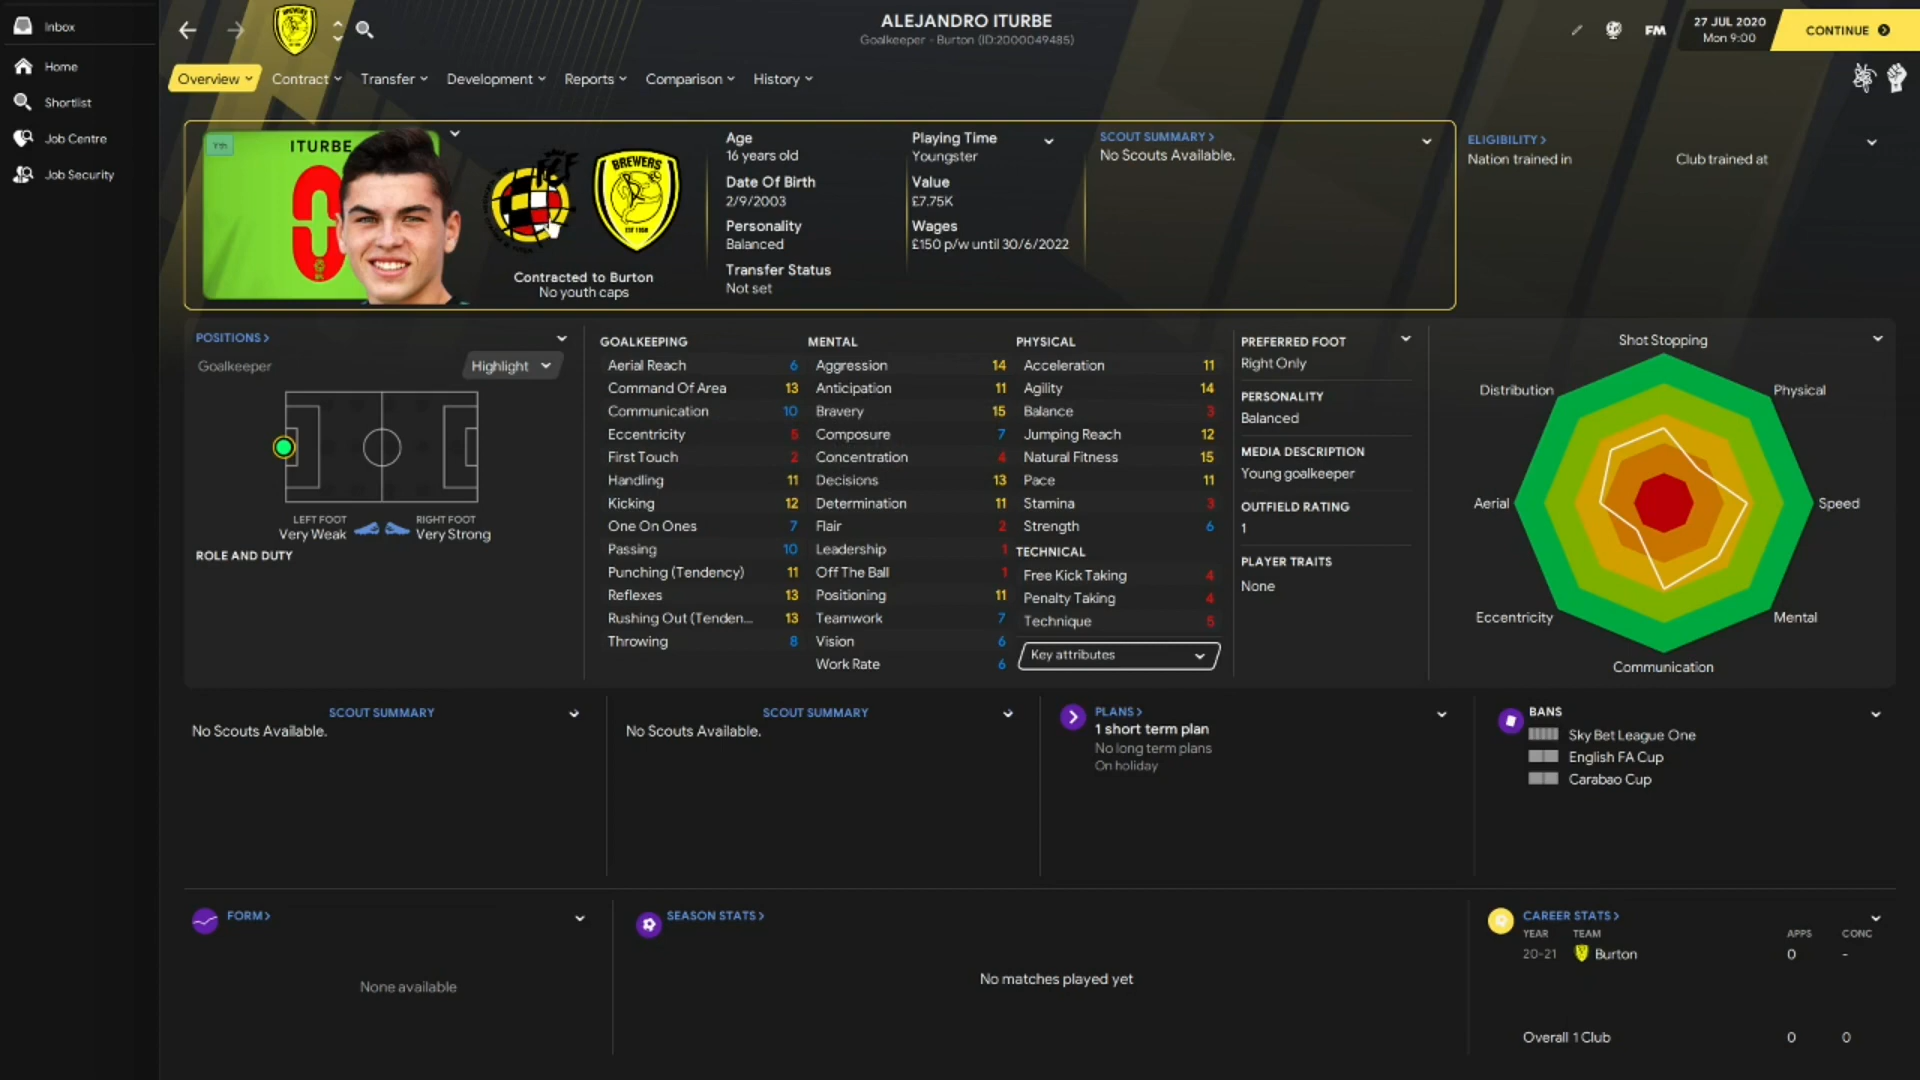 Inbox
Home
Shortlist
Job Centre
Job Security
ALEJANDRO ITURBE
Goalkeeper - Burton (ID:2000049485)
FM
27 JUL 2020
Mon 9:00
CONTINUE
Overview
Contract
Transfer
Development
Reports
Comparison
History
Yth
ITURBE
0
BREWERS
Contracted to Burton
No youth caps
Age
16 years old
Date Of Birth
2/9/2003
Personality
Balanced
Transfer Status
Not set
Playing Time
Youngster
Value
£7.75K
Wages
£150 p/w until 30/6/2022
SCOUT SUMMARY >
No Scouts Available.
ELIGIBILITY >
Nation trained in
Club trained at
POSITIONS >
Goalkeeper
Highlight
LEFT FOOT
Very Weak
RIGHT FOOT
Very Strong
ROLE AND DUTY
GOALKEEPING
Aerial Reach 6
Command Of Area 13
Communication 10
Eccentricity 5
First Touch 2
Handling 11
Kicking 12
One On Ones 7
Passing 10
Punching (Tendency) 11
Reflexes 13
Rushing Out (Tenden... 13
Throwing 8
MENTAL
Aggression 14
Anticipation 11
Bravery 15
Composure 7
Concentration 4
Decisions 13
Determination 11
Flair 2
Leadership 1
Off The Ball 1
Positioning 11
Teamwork 7
Vision 6
Work Rate 6
PHYSICAL
Acceleration 11
Agility 14
Balance 3
Jumping Reach 12
Natural Fitness 15
Pace 11
Stamina 3
Strength 6
TECHNICAL
Free Kick Taking 4
Penalty Taking 4
Technique 5
Key attributes
PREFERRED FOOT
Right Only
PERSONALITY
Balanced
MEDIA DESCRIPTION
Young goalkeeper
OUTFIELD RATING
1
PLAYER TRAITS
None
Shot Stopping
Distribution
Physical
Aerial
Speed
Eccentricity
Mental
Communication
SCOUT SUMMARY
No Scouts Available.
SCOUT SUMMARY
No Scouts Available.
PLANS >
1 short term plan
No long term plans
On holiday
BANS
Sky Bet League One
English FA Cup
Carabao Cup
FORM >
None available
SEASON STATS >
No matches played yet
CAREER STATS >
YEAR TEAM APPS CONC
20-21 Burton 0 -
Overall 1 Club 0 0